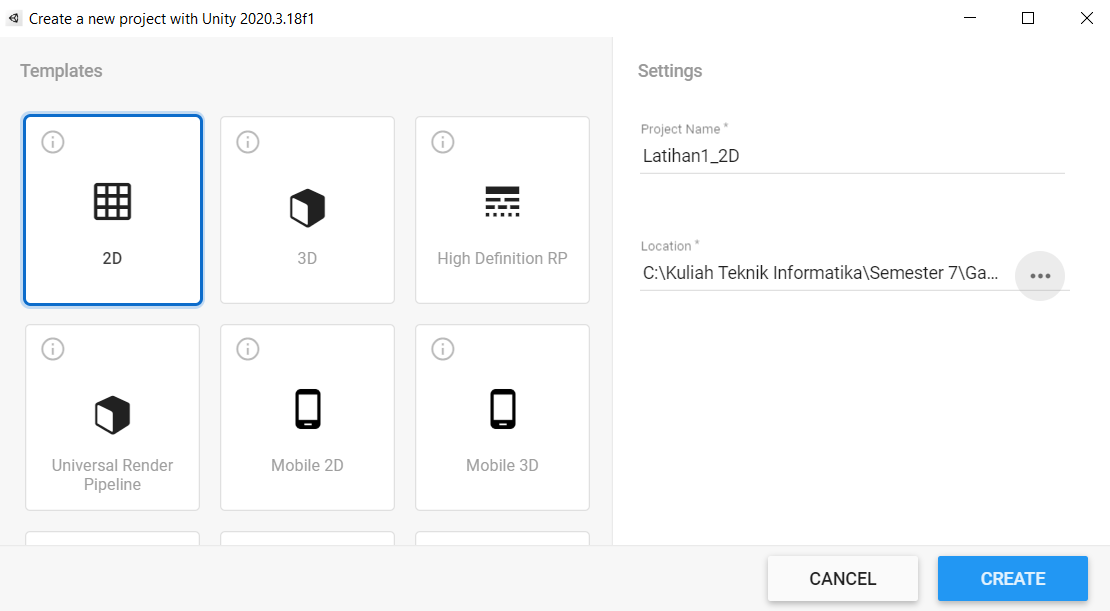 Create a new project with Unity 2020.3.18f1
Templates
2D
3D
High Definition RP
Universal Render
Pipeline
Mobile 2D
Mobile 3D
Settings
Project Name *
Latihan1_2D
Location *
C:\Kuliah Teknik Informatika\Semester 7\Ga...
CANCEL
CREATE